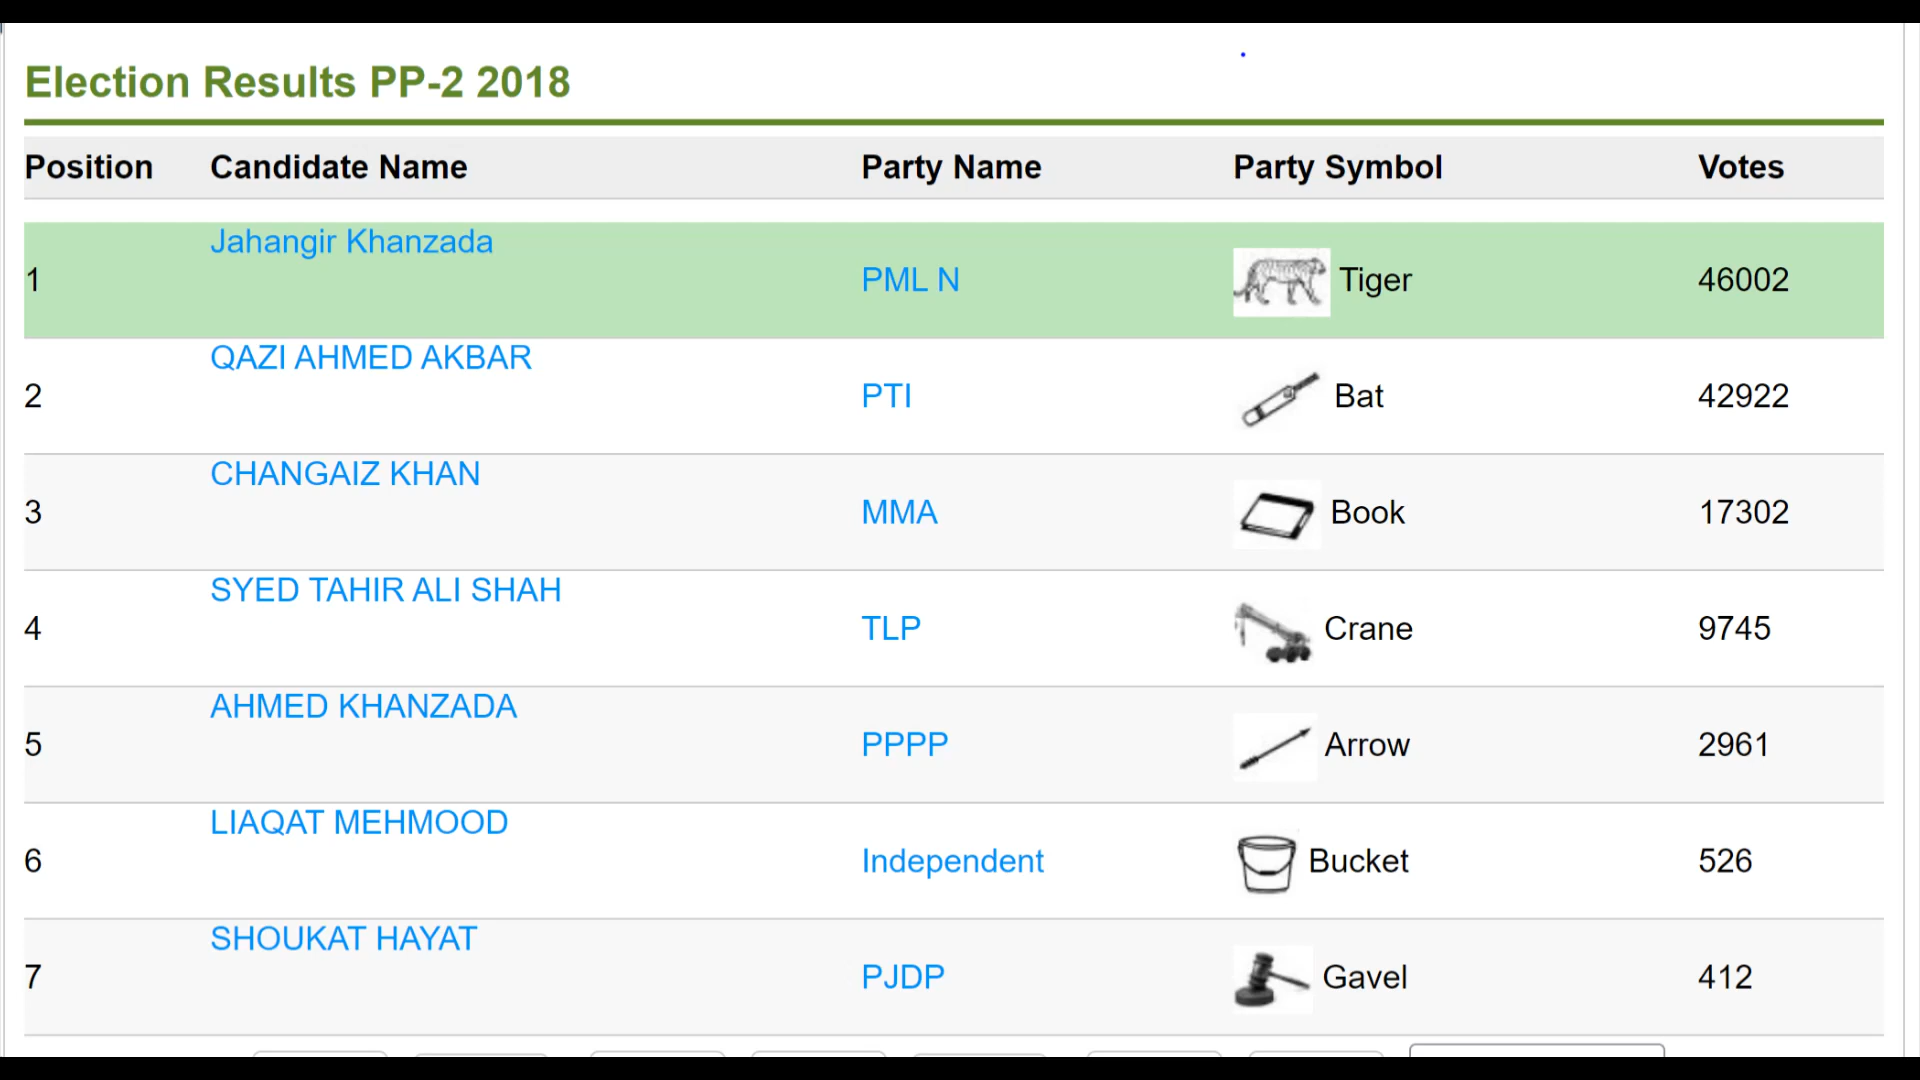 Election Results PP-2 2018
Position Candidate Name Party Name Party Symbol Votes
1 Jahangir Khanzada PML N Tiger 46002
2 QAZI AHMED AKBAR PTI Bat 42922
3 CHANGAIZ KHAN MMA Book 17302
4 SYED TAHIR ALI SHAH TLP Crane 9745
5 AHMED KHANZADA PPPP Arrow 2961
6 LIAQAT MEHMOOD Independent Bucket 526
7 SHOUKAT HAYAT PJDP Gavel 412